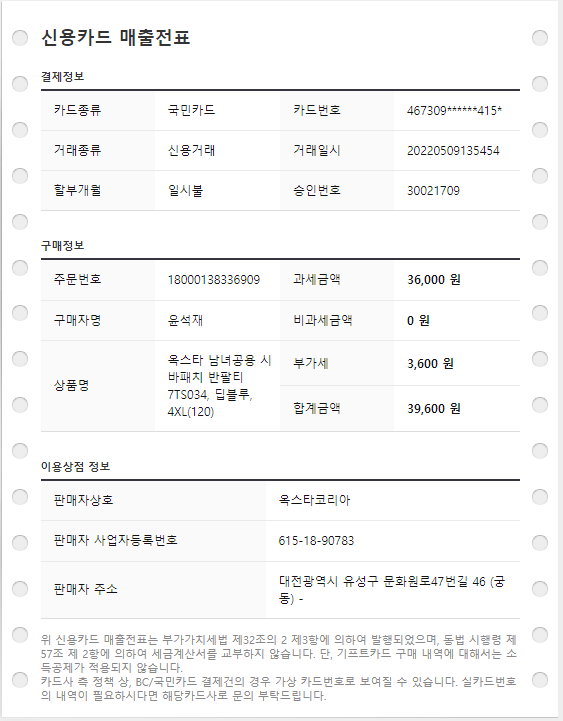 신용카드 매출전표
결제정보
카드종류 국민카드 카드번호 467309******415*
거래종류 신용거래 거래일시 20220509135454
할부개월 일시불 승인번호 30021709
구매정보
주문번호 18000138336909 과세금액 36,000 원
구매자명 윤석재 비과세금액 0 원
상품명
옥스타 남녀공용 시
바패치 반팔티
7TS034, 딥블루,
4XL(120)
부가세 3,600 원
합계금액 39,600 원
이용상점 정보
판매자상호 옥스타코리아
판매자 사업자등록번호 615-18-90783
판매자 주소
대전광역시 유성구 문화원로47번길 46 (궁
동) -
위 신용카드 매출전표는 부가가치세법 제32조의 2 제3항에 의하여 발행되었으며, 동법 시행령 제
57조 제 2항에 의하여 세금계산서를 교부하지 않습니다. 단, 기프트카드 구매 내역에 대해서는 소
득공제가 적용되지 않습니다.
카드사 측 정책 상, BC/국민카드 결제건의 경우 가상 카드번호로 보여질 수 있습니다. 실카드번호
의 내역이 필요하시다면 해당카드사로 문의 부탁드립니다.